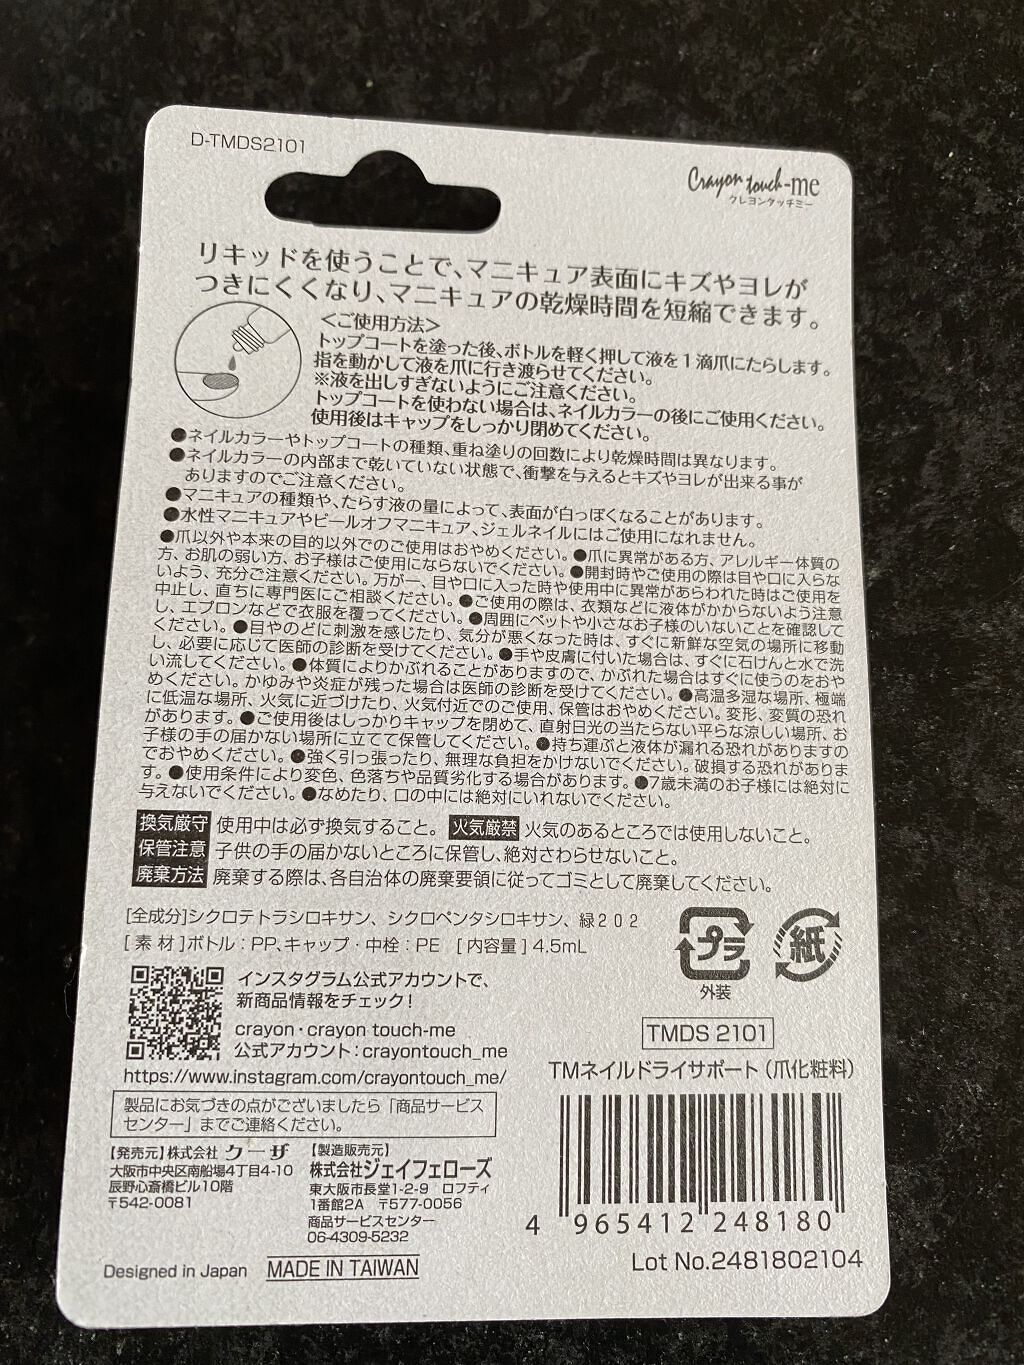 D-TMDS2101
Crayon touch-me
クレヨンタッチミー
リキッドを使うことで、マニキュア表面にキズやヨレが
つきにくくなり、マニキュアの乾燥時間を短縮できます。
＜ご使用方法＞
トップコートを塗った後、ボトルを軽く押して液を1滴爪にたらします。
指を動かして液を爪に行き渡らせてください。
※液を出しすぎないようにご注意ください。
トップコートを使わない場合は、ネイルカラーの後にご使用ください。
使用後はキャップをしっかり閉めてください。
●ネイルカラーやトップコートの種類、重ね塗りの回数により乾燥時間は異なります。
●ネイルカラーの内部まで乾いていない状態で、衝撃を与えるとキズやヨレが出来る事が
ありますのでご注意ください。
●マニキュアの種類や、たらす液の量によって、表面が白っぽくなることがあります。
●水性マニキュアやピールオフマニキュア、ジェルネイルにはご使用になれません。
●爪以外や本来の目的以外でのご使用はおやめください。●爪に異常がある方、アレルギー体質の
方、お肌の弱い方、お子様はご使用にならないでください。●開封時やご使用の際は目や口に入らな
いよう、充分ご注意ください。万が一、目や口に入った時や使用中に異常があらわれた時はご使用を
中止し、直ちに専門医にご相談ください。●ご使用の際は、衣類などに液体がかからないよう注意
し、エプロンなどで衣服を覆ってください。●周囲にペットや小さなお子様のいないことを確認して
ください。●目やのどに刺激を感じたり、気分が悪くなった時は、すぐに新鮮な空気の場所に移動
し、必要に応じて医師の診断を受けてください。●手や皮膚に付いた場合は、すぐに石けんと水で洗
い流してください。●体質によりかぶれることがありますので、かぶれた場合はすぐに使うのをおや
めください。かゆみや炎症が残った場合は医師の診断を受けてください。●高温多湿な場所、極端
に低温な場所、火気に近づけたり、火気付近でのご使用、保管はおやめください。変形、変質の恐れ
があります。●ご使用後はしっかりキャップを閉めて、直射日光の当たらない平らな涼しい場所、お
子様の手の届かない場所に立てて保管してください。●持ち運ぶと液体が漏れる恐れがありますの
でおやめください。●強く引っ張ったり、無理な負担をかけないでください。破損する恐れがありま
す。●使用条件により変色、色落ちや品質劣化する場合があります。●7歳未満のお子様には絶対に
与えないでください。●なめたり、口の中には絶対にいれないでください。
換気厳守 使用中は必ず換気すること。 火気厳禁 火気のあるところでは使用しないこと。
保管注意 子供の手の届かないところに保管し、絶対さわらせないこと。
廃棄方法 廃棄する際は、各自治体の廃棄要領に従ってゴミとして廃棄してください。
[全成分]シクロテトラシロキサン、シクロペンタシロキサン、緑202
[素 材]ボトル：PP、キャップ・中栓：PE [内容量] 4.5mL
プラ
外装
紙
インスタグラム公式アカウントで、
新商品情報をチェック！
crayon・crayon touch-me
公式アカウント：crayontouch_me
https://www.instagram.com/crayontouch_me/
TMDS 2101
TMネイルドライサポート（爪化粧料）
製品にお気づきの点がございましたら「商品サービス
センター」までご連絡ください。
【発売元】株式会社 クーザ
大阪市中央区南船場4丁目4-10
辰野心斎橋ビル10階
〒542-0081
【製造販売元】
株式会社ジェイフェローズ
東大阪市長堂1-2-9 ロフティ
1番館2A 〒577-0056
商品サービスセンター
06-4309-5232
4 965412 248180
Lot No.2481802104
Designed in Japan MADE IN TAIWAN